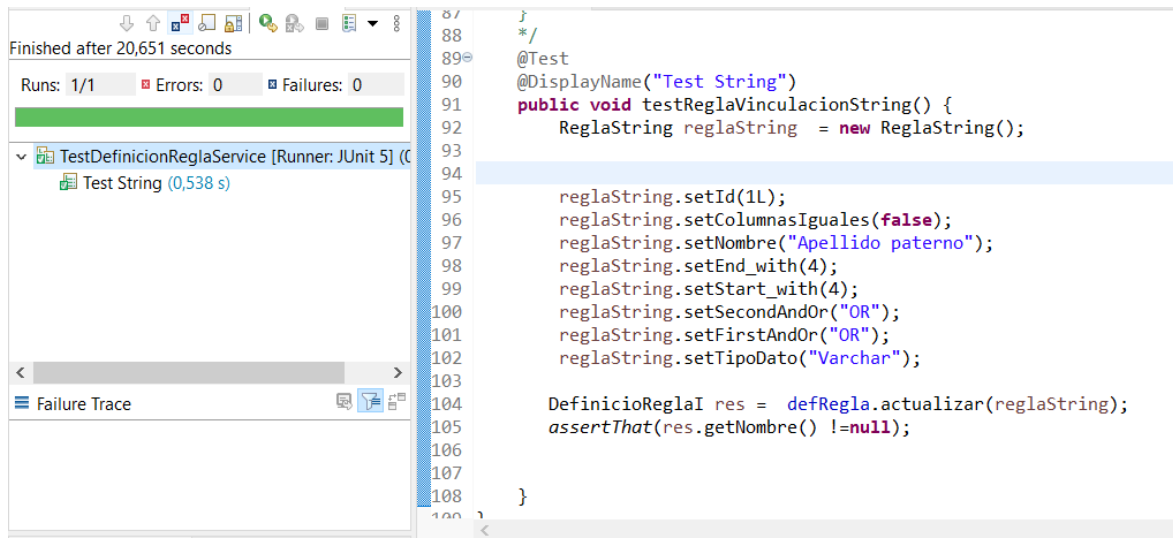 Finished after 20,651 seconds
Runs: 1/1 Errors: 0 Failures: 0
TestDefinicionReglaService [Runner: JUnit 5] (0
Test String (0,538 s)
Failure Trace
87 }
88 */
89 @Test
90 @DisplayName("Test String")
91 public void testReglaVinculacionString() {
92 ReglaString reglaString = new ReglaString();
93
94
95 reglaString.setId(1L);
96 reglaString.setColumnasIguales(false);
97 reglaString.setNombre("Apellido paterno");
98 reglaString.setEnd_with(4);
99 reglaString.setStart_with(4);
100 reglaString.setSecondAndOr("OR");
101 reglaString.setFirstAndOr("OR");
102 reglaString.setTipoDato("Varchar");
103
104 DefinicioReglaI res = defRegla.actualizar(reglaString);
105 assertThat(res.getNombre() !=null);
106
107
108 }
109 }